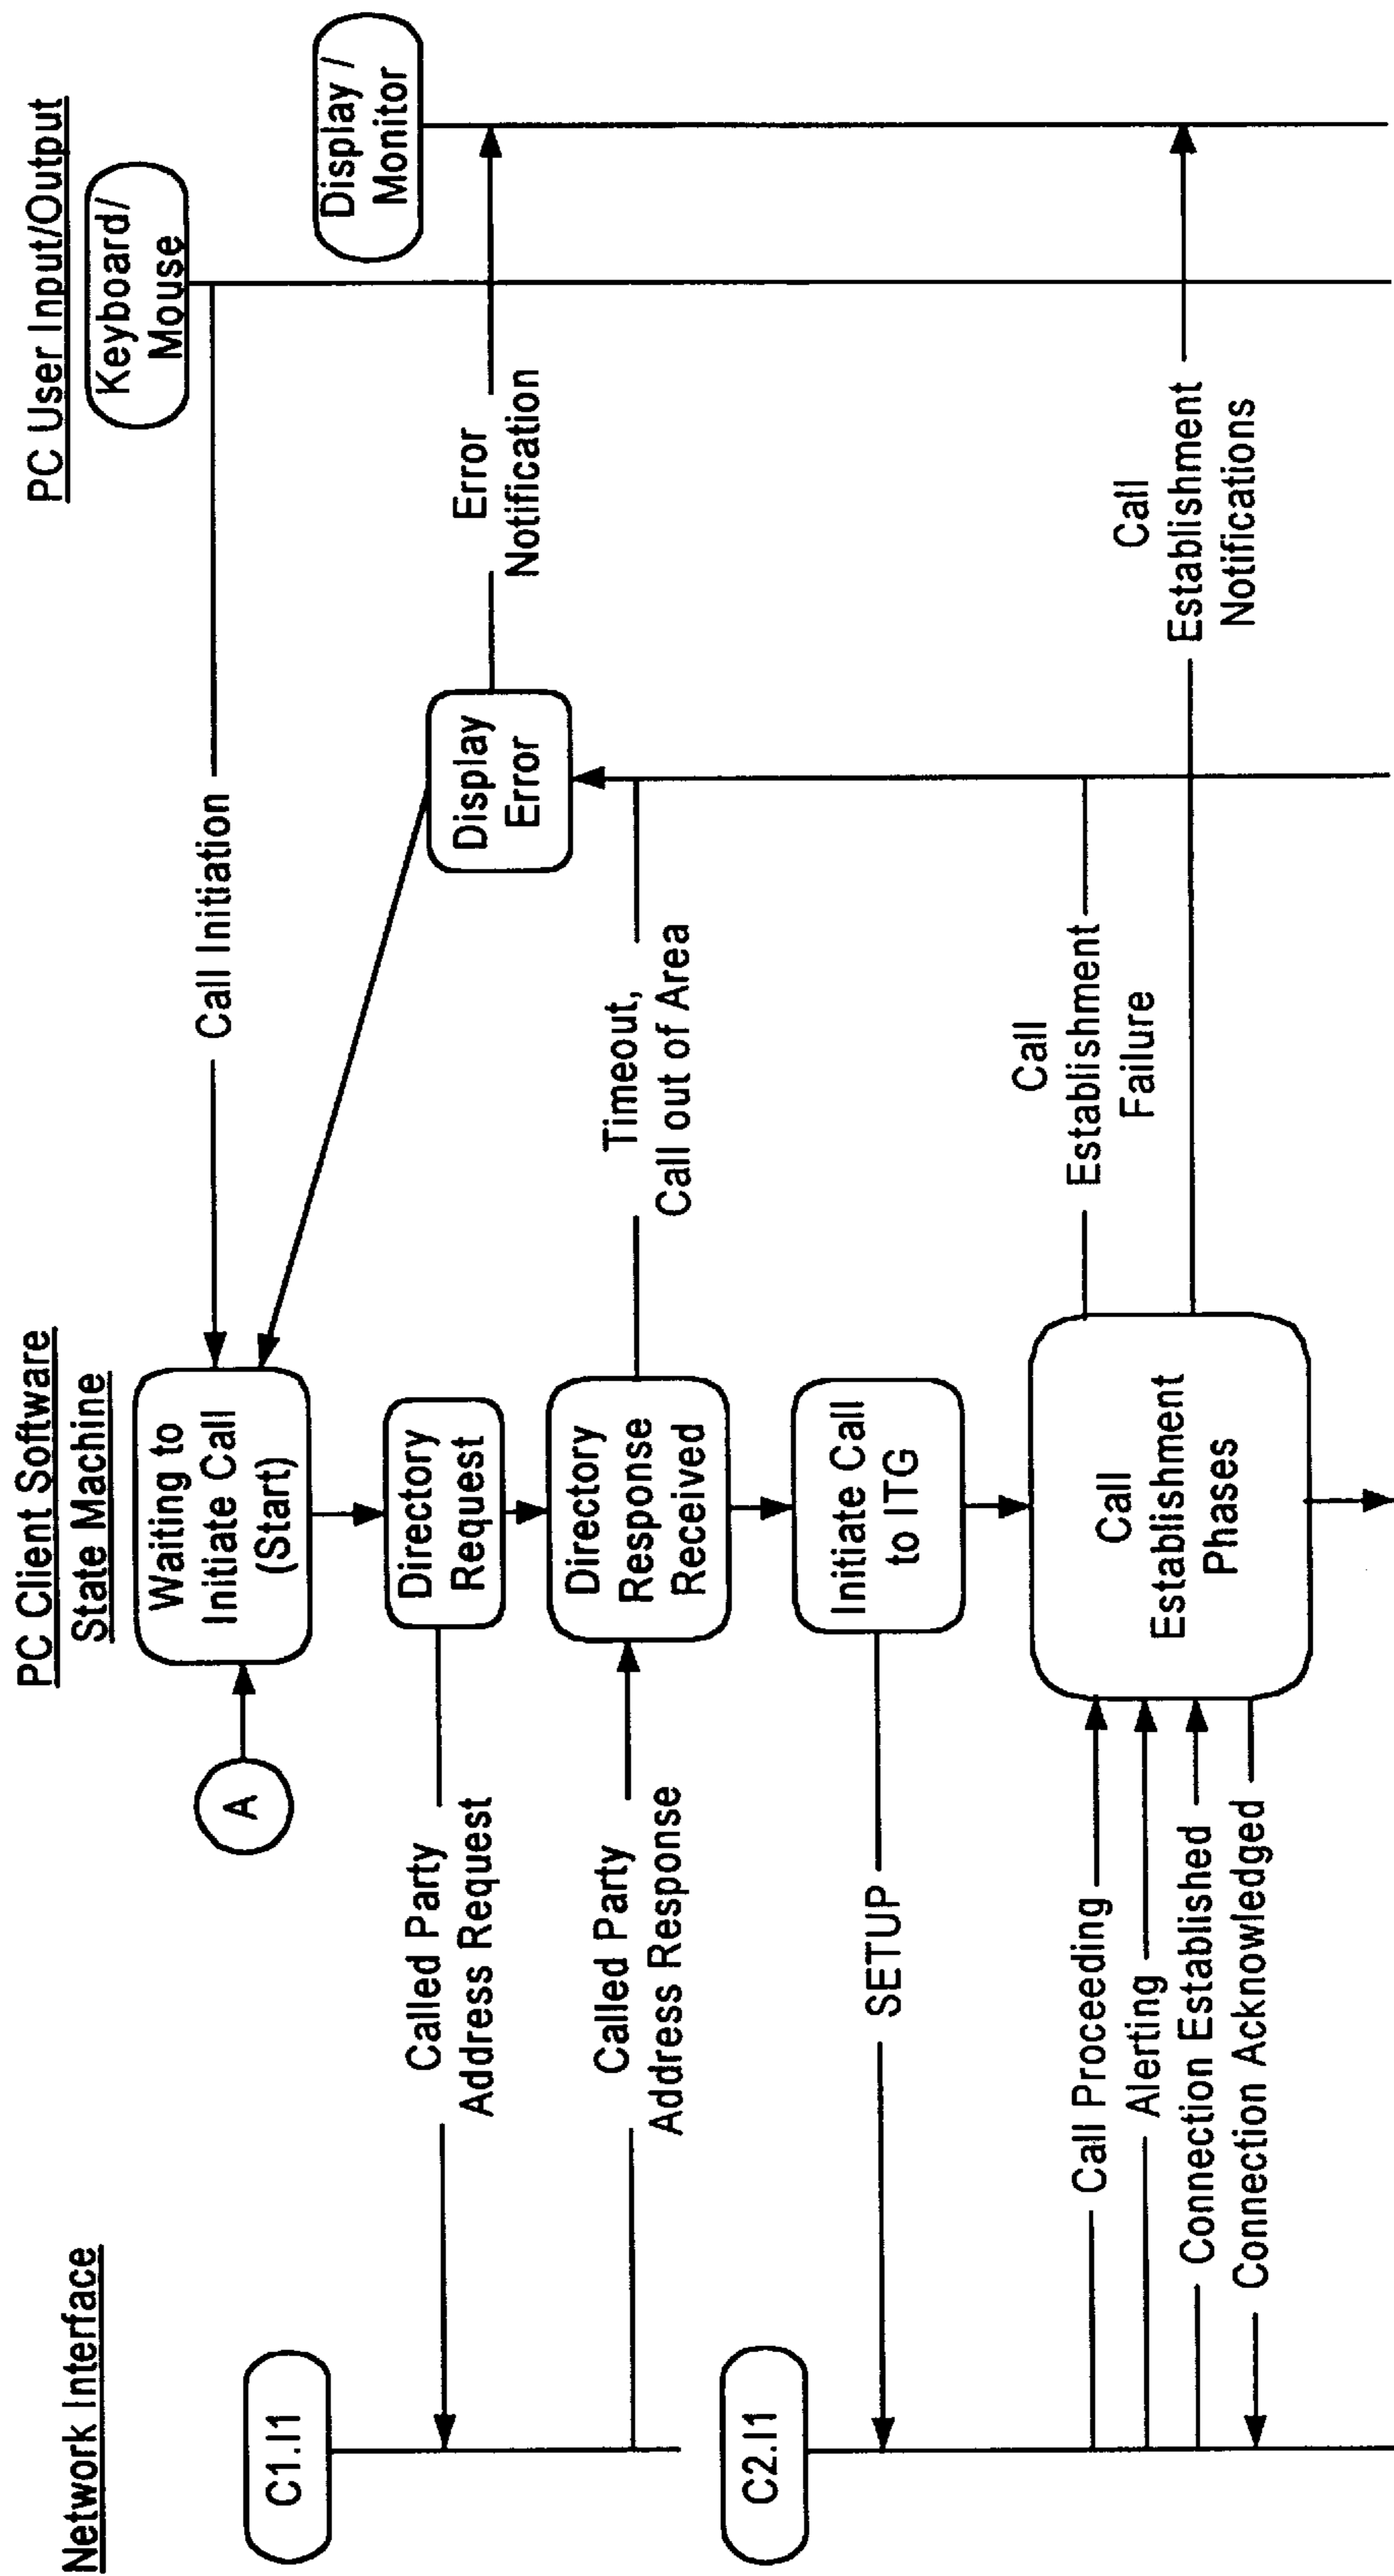 Network Interface
PC Client Software
State Machine
PC User Input/Output
Keyboard/
Mouse
Display /
Monitor
Waiting to
Initiate Call
(Start)
A
Call Initiation
C1.I1
Directory
Request
Called Party
Address Request
Display
Error
Error
Notification
Directory
Response
Received
Called Party
Address Response
Timeout,
Call out of Area
C2.I1
Initiate Call
to ITG
SETUP
Call
Establishment
Phases
Call Proceeding
Alerting
Connection Established
Connection Acknowledged
Call
Establishment
Failure
Call
Establishment
Notifications